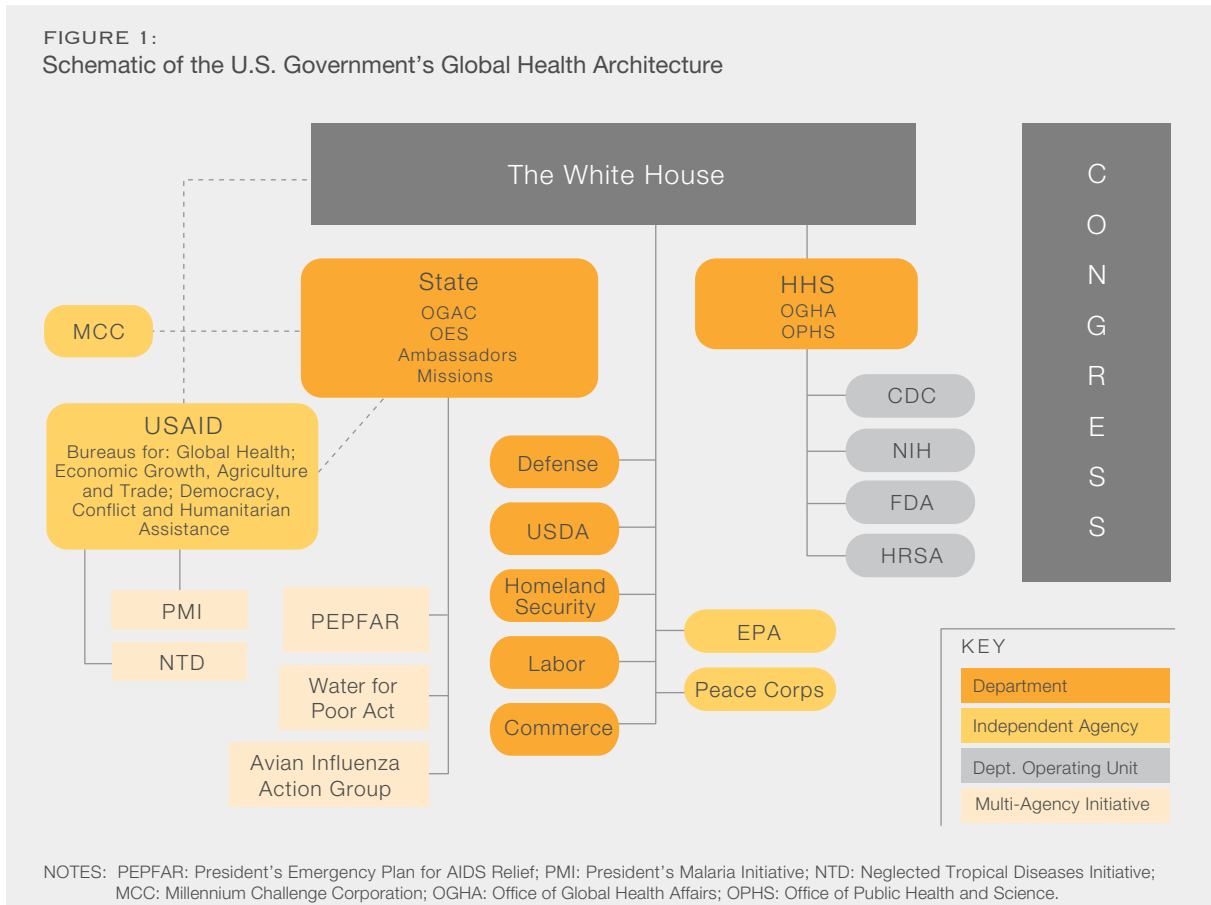 FIGURE 1:
Schematic of the U.S. Government's Global Health Architecture
The White House
C
O
N
G
R
E
S
S
State
OGAC
OES
Ambassadors
Missions
HHS
OGHA
OPHS
MCC
CDC
NIH
FDA
HRSA
USAID
Bureaus for: Global Health;
Economic Growth, Agriculture
and Trade; Democracy,
Conflict and Humanitarian
Assistance
PMI
NTD
PEPFAR
Water for
Poor Act
Avian Influenza
Action Group
Defense
USDA
Homeland
Security
Labor
Commerce
EPA
Peace Corps
KEY
Department
Independent Agency
Dept. Operating Unit
Multi-Agency Initiative
NOTES: PEPFAR: President's Emergency Plan for AIDS Relief; PMI: President's Malaria Initiative; NTD: Neglected Tropical Diseases Initiative;
MCC: Millennium Challenge Corporation; OGHA: Office of Global Health Affairs; OPHS: Office of Public Health and Science.